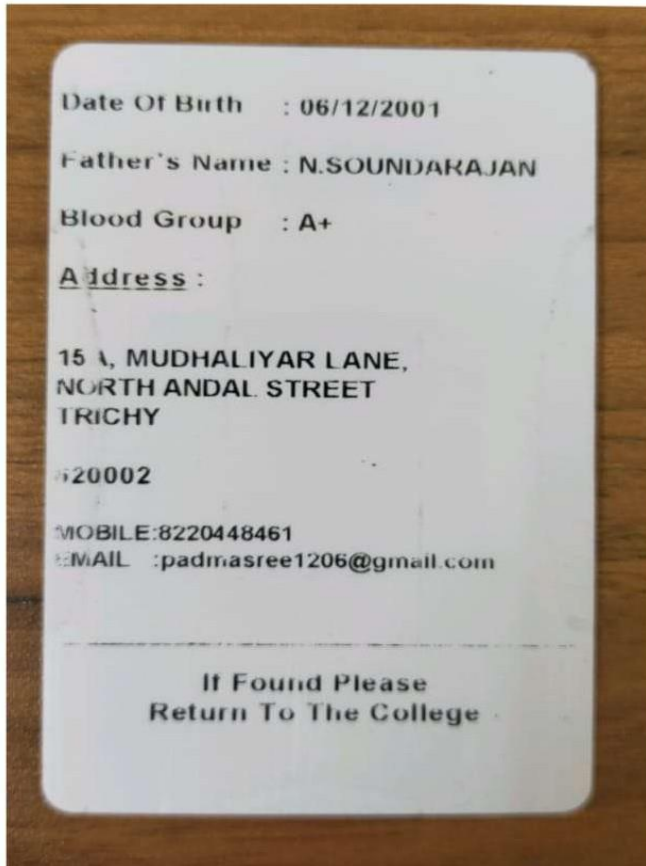 Date Of Birth : 06/12/2001
Father's Name : N.SOUNDARAJAN
Blood Group : A+
Address :
15 A, MUDHALIYAR LANE,
NORTH ANDAL STREET
TRICHY
620002
MOBILE:8220448461
EMAIL :padmasree1206@gmail.com
If Found Please
Return To The College